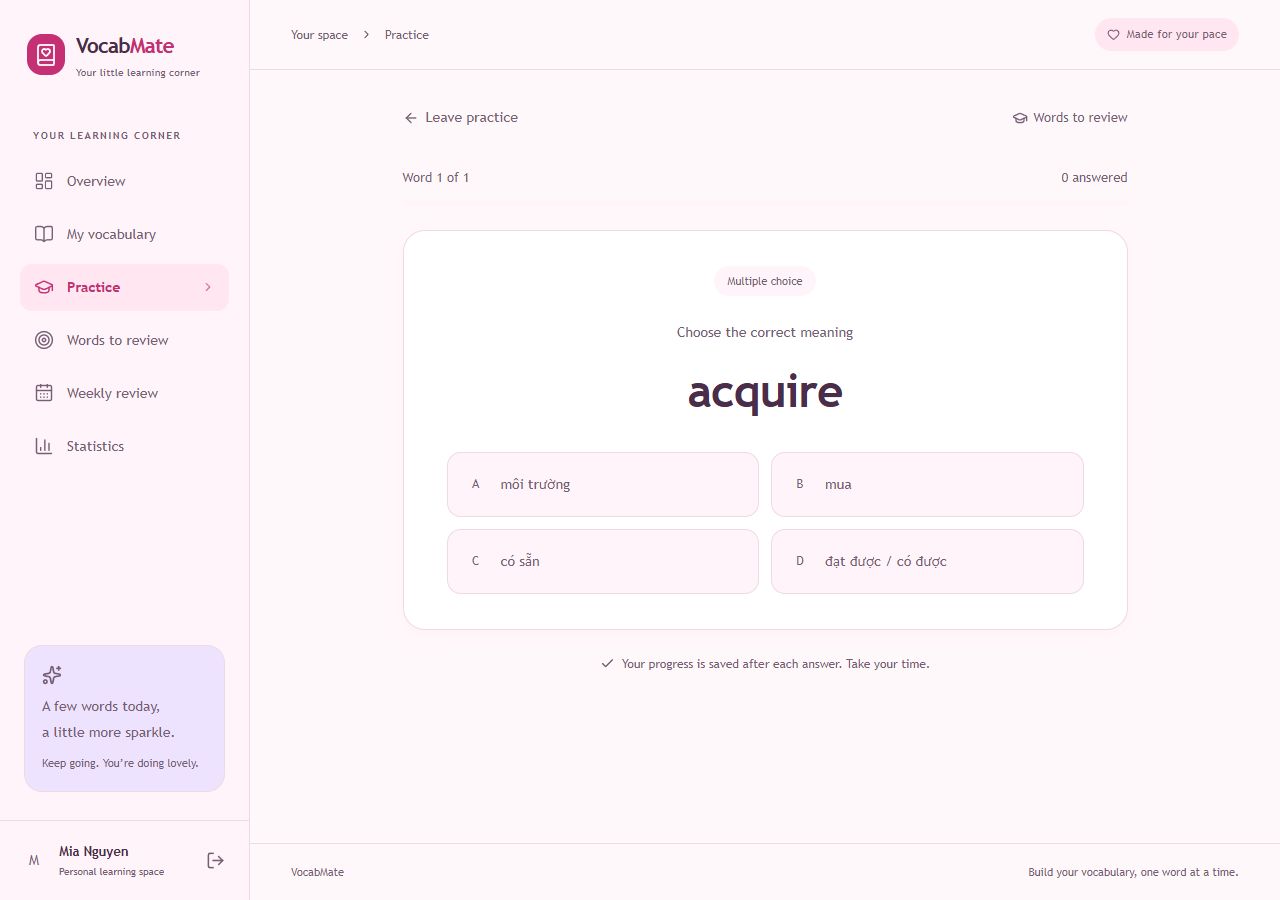 VocabMate
Your little learning corner
YOUR LEARNING CORNER
Overview
My vocabulary
Practice
Words to review
Weekly review
Statistics
A few words today,
a little more sparkle.
Keep going. You're doing lovely.
M
Mia Nguyen
Personal learning space
Your space > Practice
Made for your pace
Leave practice
Words to review
Word 1 of 1
0 answered
Multiple choice
Choose the correct meaning
acquire
A môi trường
B mua
C có sẵn
D đạt được / có được
Your progress is saved after each answer. Take your time.
VocabMate
Build your vocabulary, one word at a time.